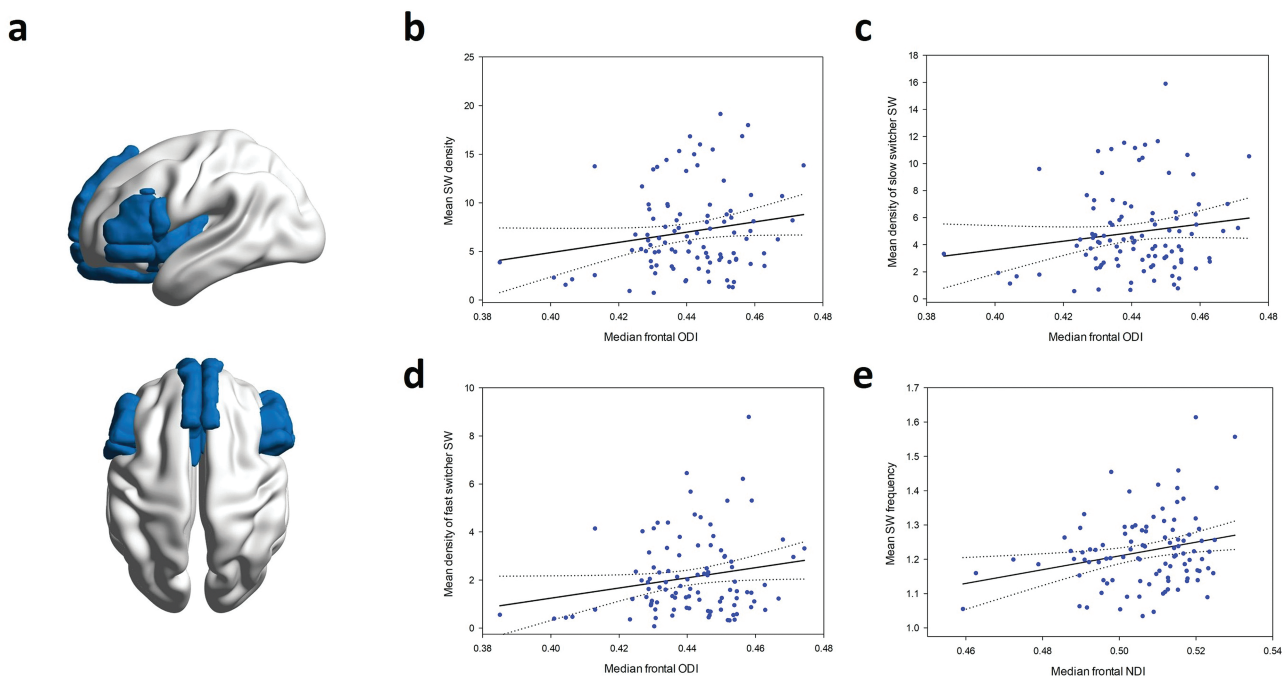 a
b
25
20
15
10
5
0
Mean SW density
0.38 0.40 0.42 0.44 0.46 0.48
Median frontal ODI
c
18
16
14
12
10
8
6
4
2
0
Mean density of slow switcher SW
0.38 0.40 0.42 0.44 0.46 0.48
Median frontal ODI
d
10
8
6
4
2
0
Mean density of fast switcher SW
0.38 0.40 0.42 0.44 0.46 0.48
Median frontal ODI
e
1.7
1.6
1.5
1.4
1.3
1.2
1.1
1.0
Mean SW frequency
0.46 0.48 0.50 0.52 0.54
Median frontal NDI